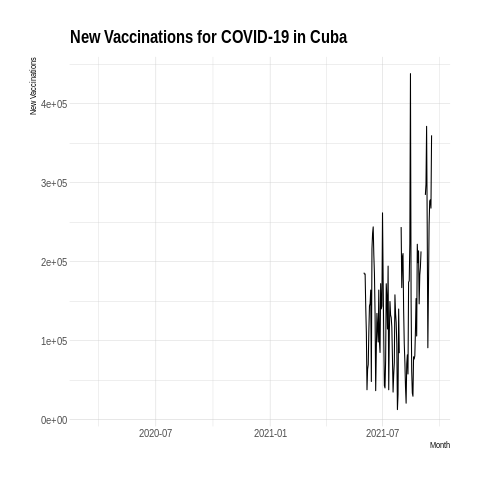 New Vaccinations for COVID-19 in Cuba
New Vaccinations
4e+05
3e+05
2e+05
1e+05
0e+00
2020-07
2021-01
2021-07
Month